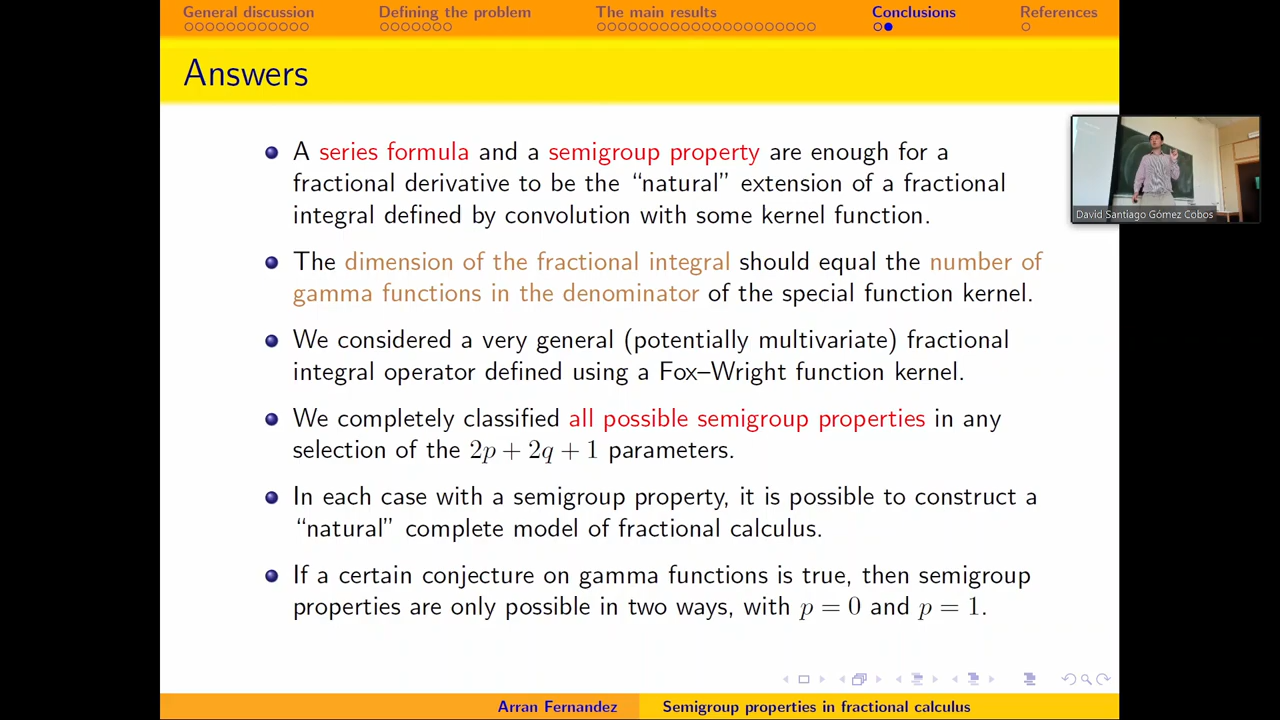 General discussion Defining the problem The main results Conclusions References
Answers
A series formula and a semigroup property are enough for a
fractional derivative to be the “natural” extension of a fractional
integral defined by convolution with some kernel function.
The dimension of the fractional integral should equal the number of
gamma functions in the denominator of the special function kernel.
We considered a very general (potentially multivariate) fractional
integral operator defined using a Fox–Wright function kernel.
We completely classified all possible semigroup properties in any
selection of the 2p + 2q + 1 parameters.
In each case with a semigroup property, it is possible to construct a
“natural” complete model of fractional calculus.
If a certain conjecture on gamma functions is true, then semigroup
properties are only possible in two ways, with p = 0 and p = 1.
David Santiago Gómez Cobos
Arran Fernandez Semigroup properties in fractional calculus